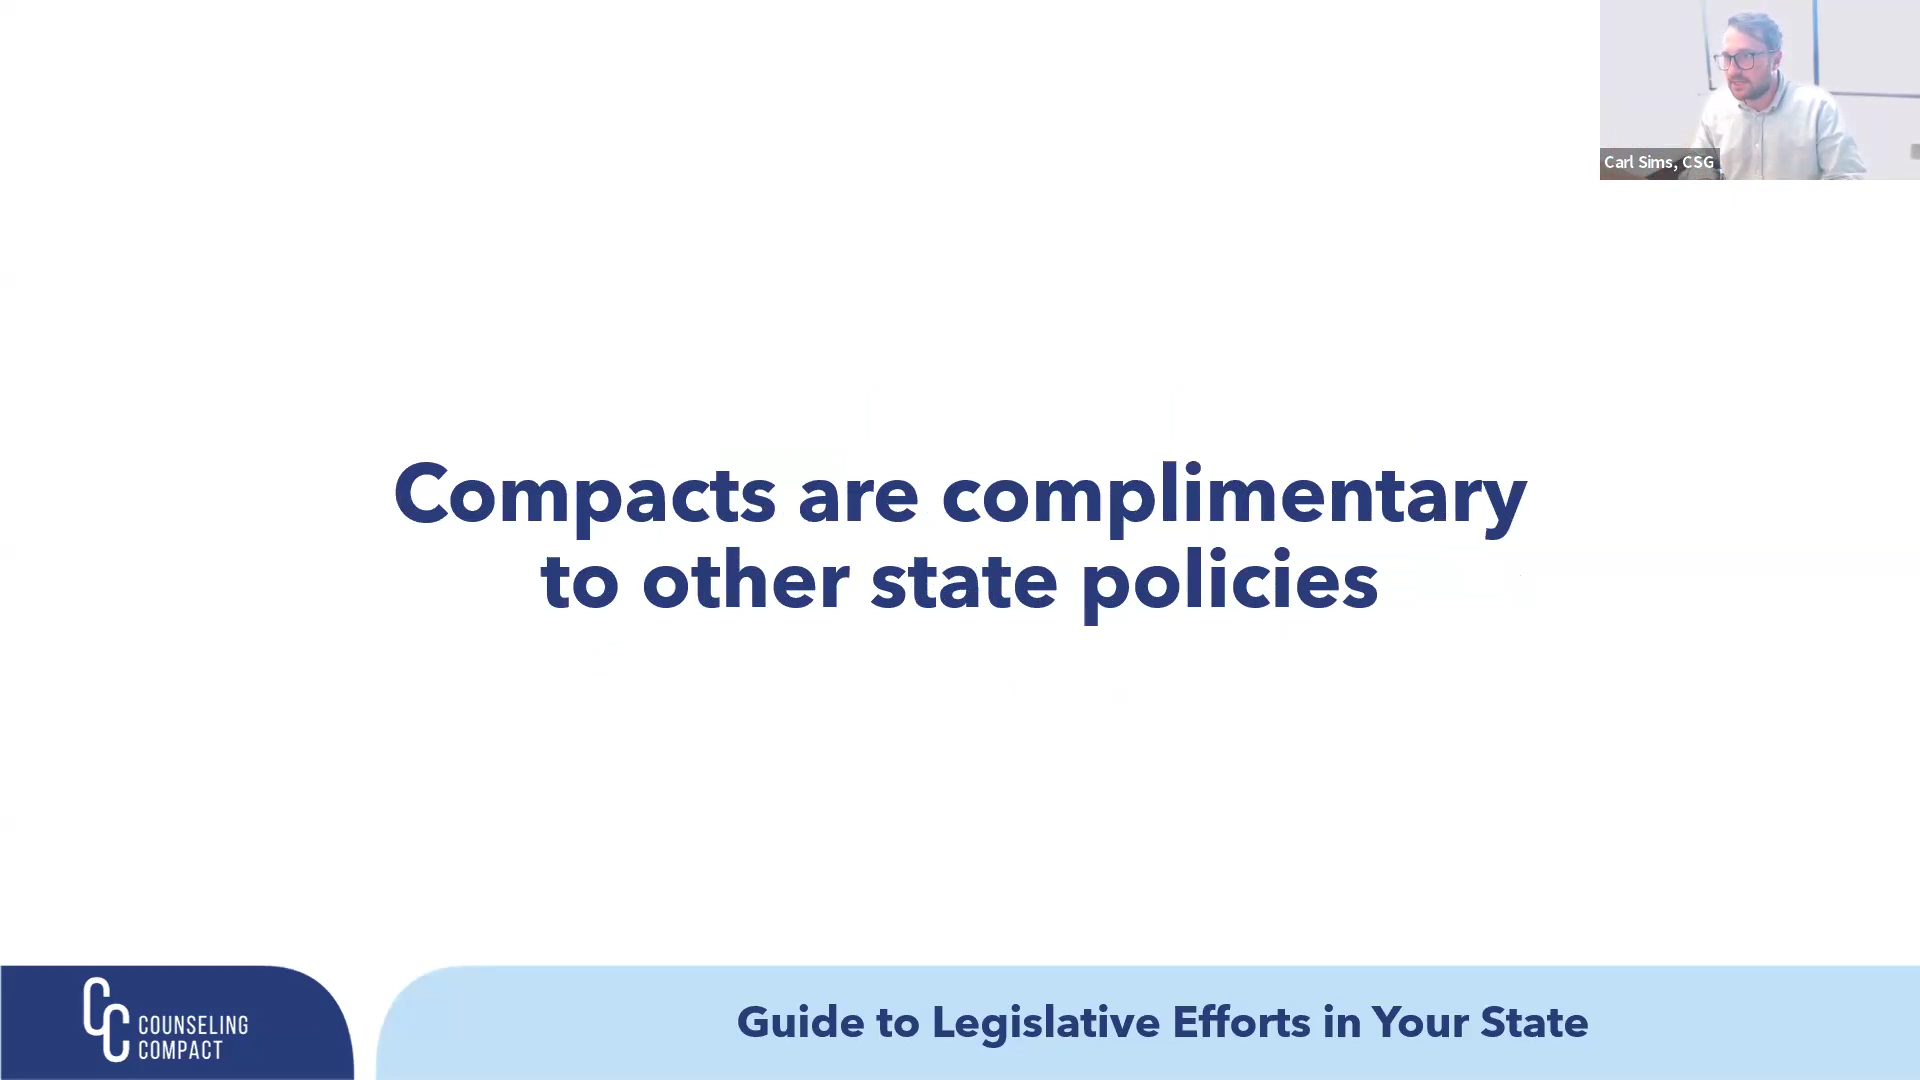 Carl Sims, CSG
Compacts are complimentary
to other state policies
CC COUNSELING
COMPACT
Guide to Legislative Efforts in Your State